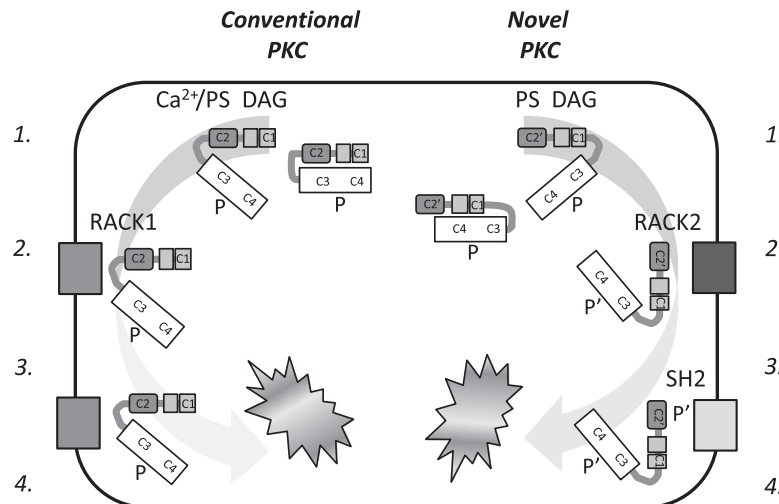 Conventional PKC
Novel PKC
Ca²⁺/PS DAG
PS DAG
1.
C2 C1
C3 C4
P
C2 C1
C3 C4
P
C2' C1
C4 C3
P
C2' C1
C4 C3
P
1.
RACK1
RACK2
2.
C2 C1
C3 C4
P
C2'
C1
C4 C3
P'
2
3.
SH2
3.
C2 C1
C3 C4
P
C2' P'
C1
C4 C3
P'
4.
4.